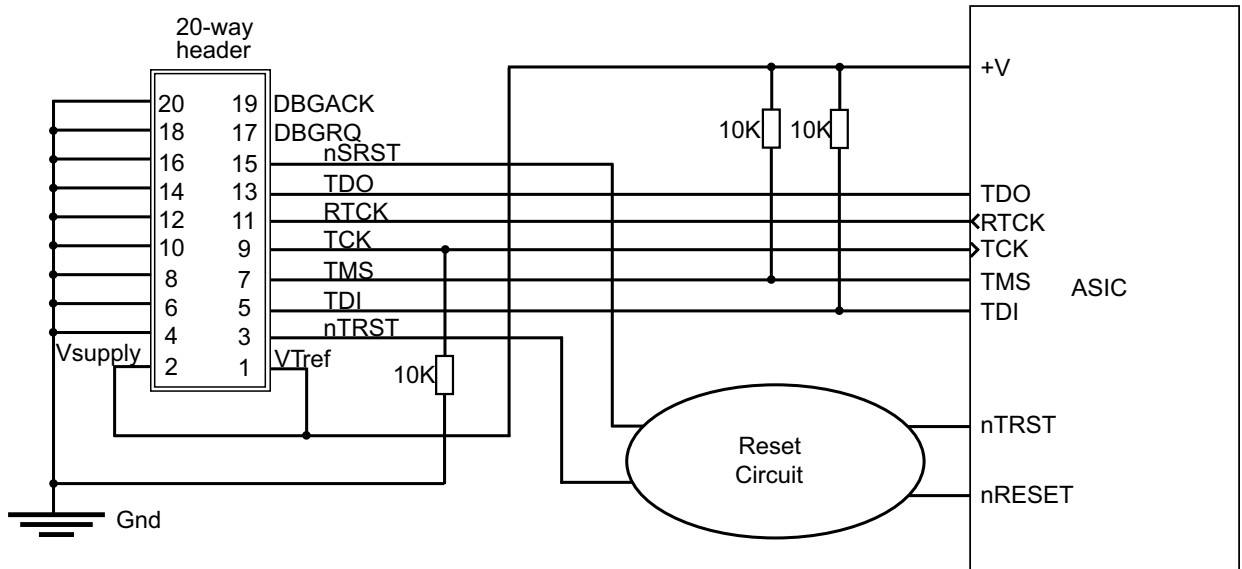 20-way
header
+V
20 19 DBGACK
18 17 DBGRQ
10K 10K
16 15 nSRST
14 13 TDO TDO
12 11 RTCK RTCK
10 9 TCK TCK
8 7 TMS TMS
ASIC
6 5 TDI TDI
4 3 nTRST
Vsupply 2 1 VTref
10K
nTRST
Reset
Circuit
nRESET
Gnd